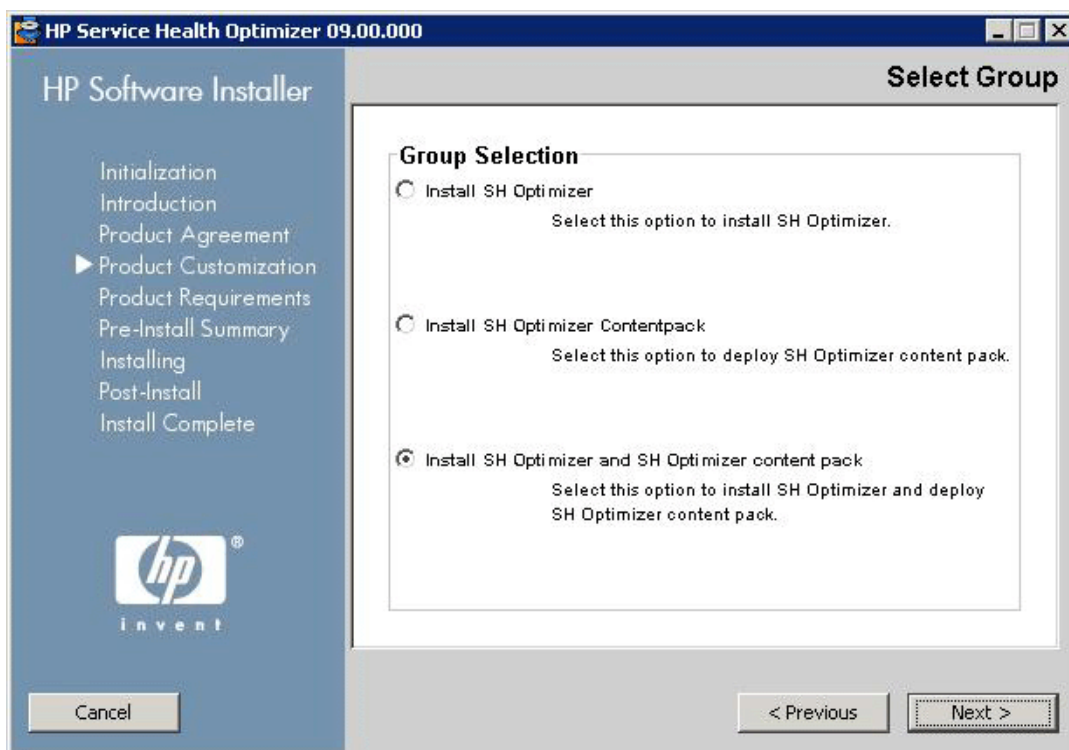 HP Service Health Optimizer 09.00.000
HP Software Installer
Select Group
Initialization
Introduction
Product Agreement
Product Customization
Product Requirements
Pre-Install Summary
Installing
Post-Install
Install Complete
Group Selection
Install SH Optimizer
Select this option to install SH Optimizer.
Install SH Optimizer Contentpack
Select this option to deploy SH Optimizer content pack.
Install SH Optimizer and SH Optimizer content pack
Select this option to install SH Optimizer and deploy
SH Optimizer content pack.
hp ®
invent
Cancel
< Previous
Next >